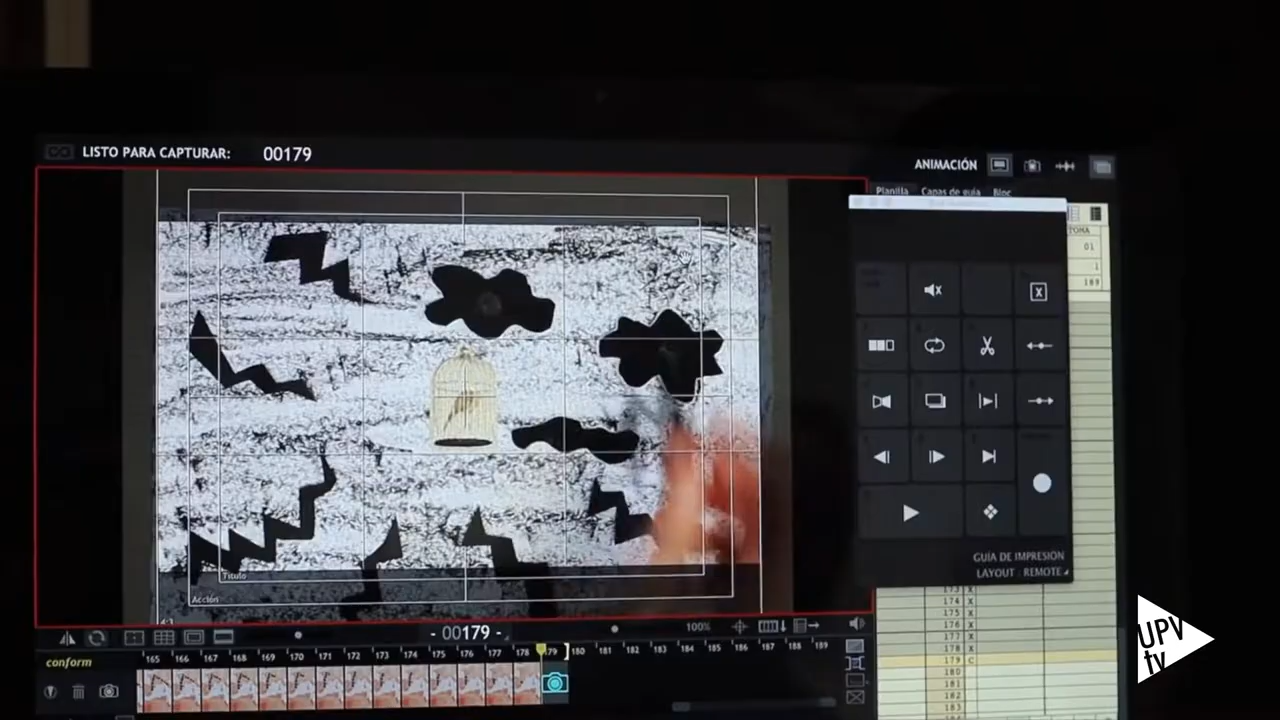 LISTO PARA CAPTURAR: 00179
ANIMACIÓN
Planilla Capas de guía Bloc
TOMA
01
1
189
Título
Acción
4:3
GUÍA DE IMPRESIÓN
LAYOUT : REMOTE
- 00179 -
100%
conform
165 166 167 168 169 170 171 172 173 174 175 176 177 178 179 180 181 182 183 184 185 186 187 188 189
173 X
174 X
175 X
176 X
177 X
178 X
179 C
180
181
182
183
UPV
tv